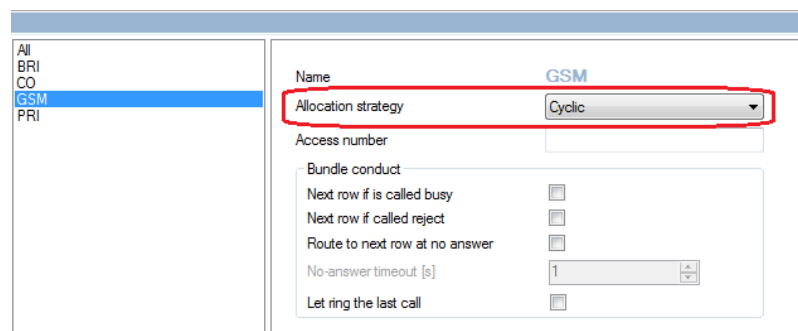 All
BRI
CO
GSM
PRI
Name GSM
Allocation strategy Cyclic
Access number
Bundle conduct
Next row if is called busy
Next row if called reject
Route to next row at no answer
No-answer timeout [s] 1
Let ring the last call